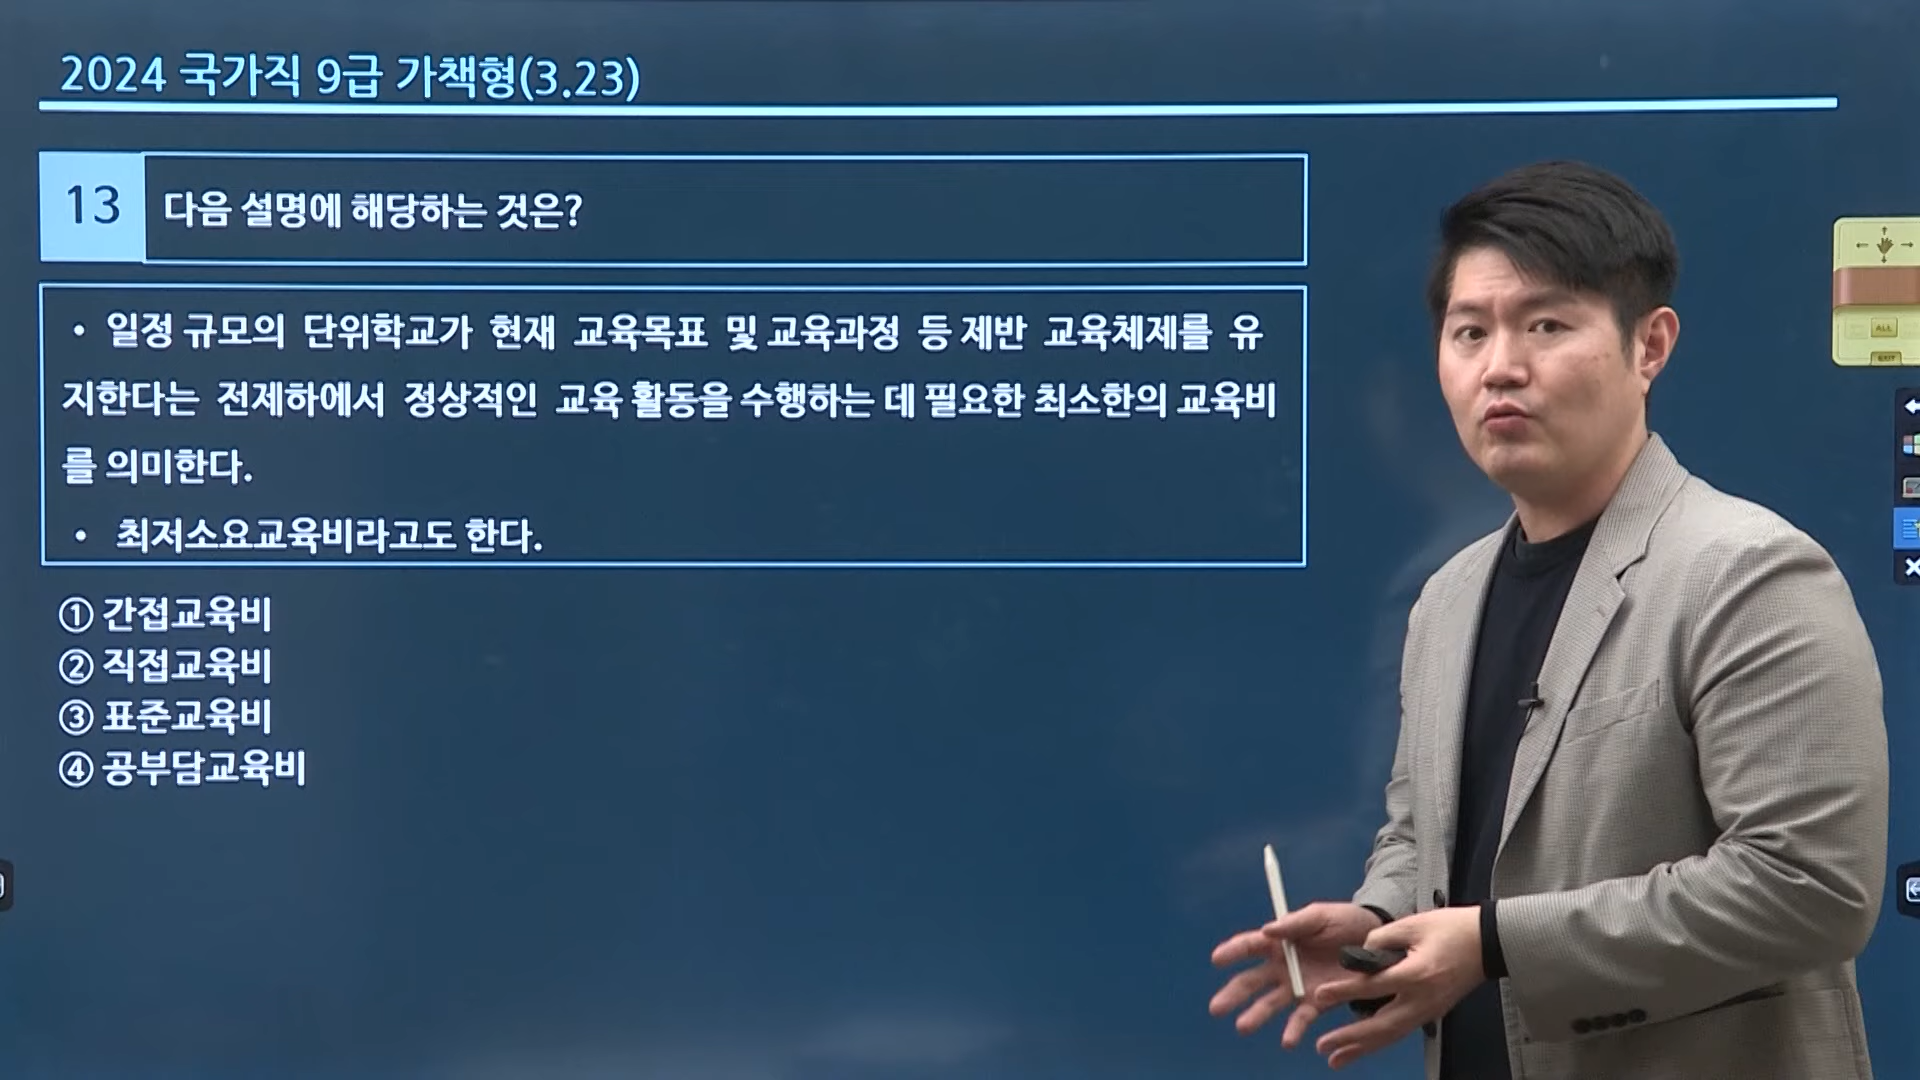 2024 국가직 9급 가책형(3.23)
13 다음 설명에 해당하는 것은?
• 일정 규모의 단위학교가 현재 교육목표 및 교육과정 등 제반 교육체제를 유
지한다는 전제하에서 정상적인 교육 활동을 수행하는 데 필요한 최소한의 교육비
를 의미한다.
• 최저소요교육비라고도 한다.
① 간접교육비
② 직접교육비
③ 표준교육비
④ 공부담교육비
ALL
EXIT